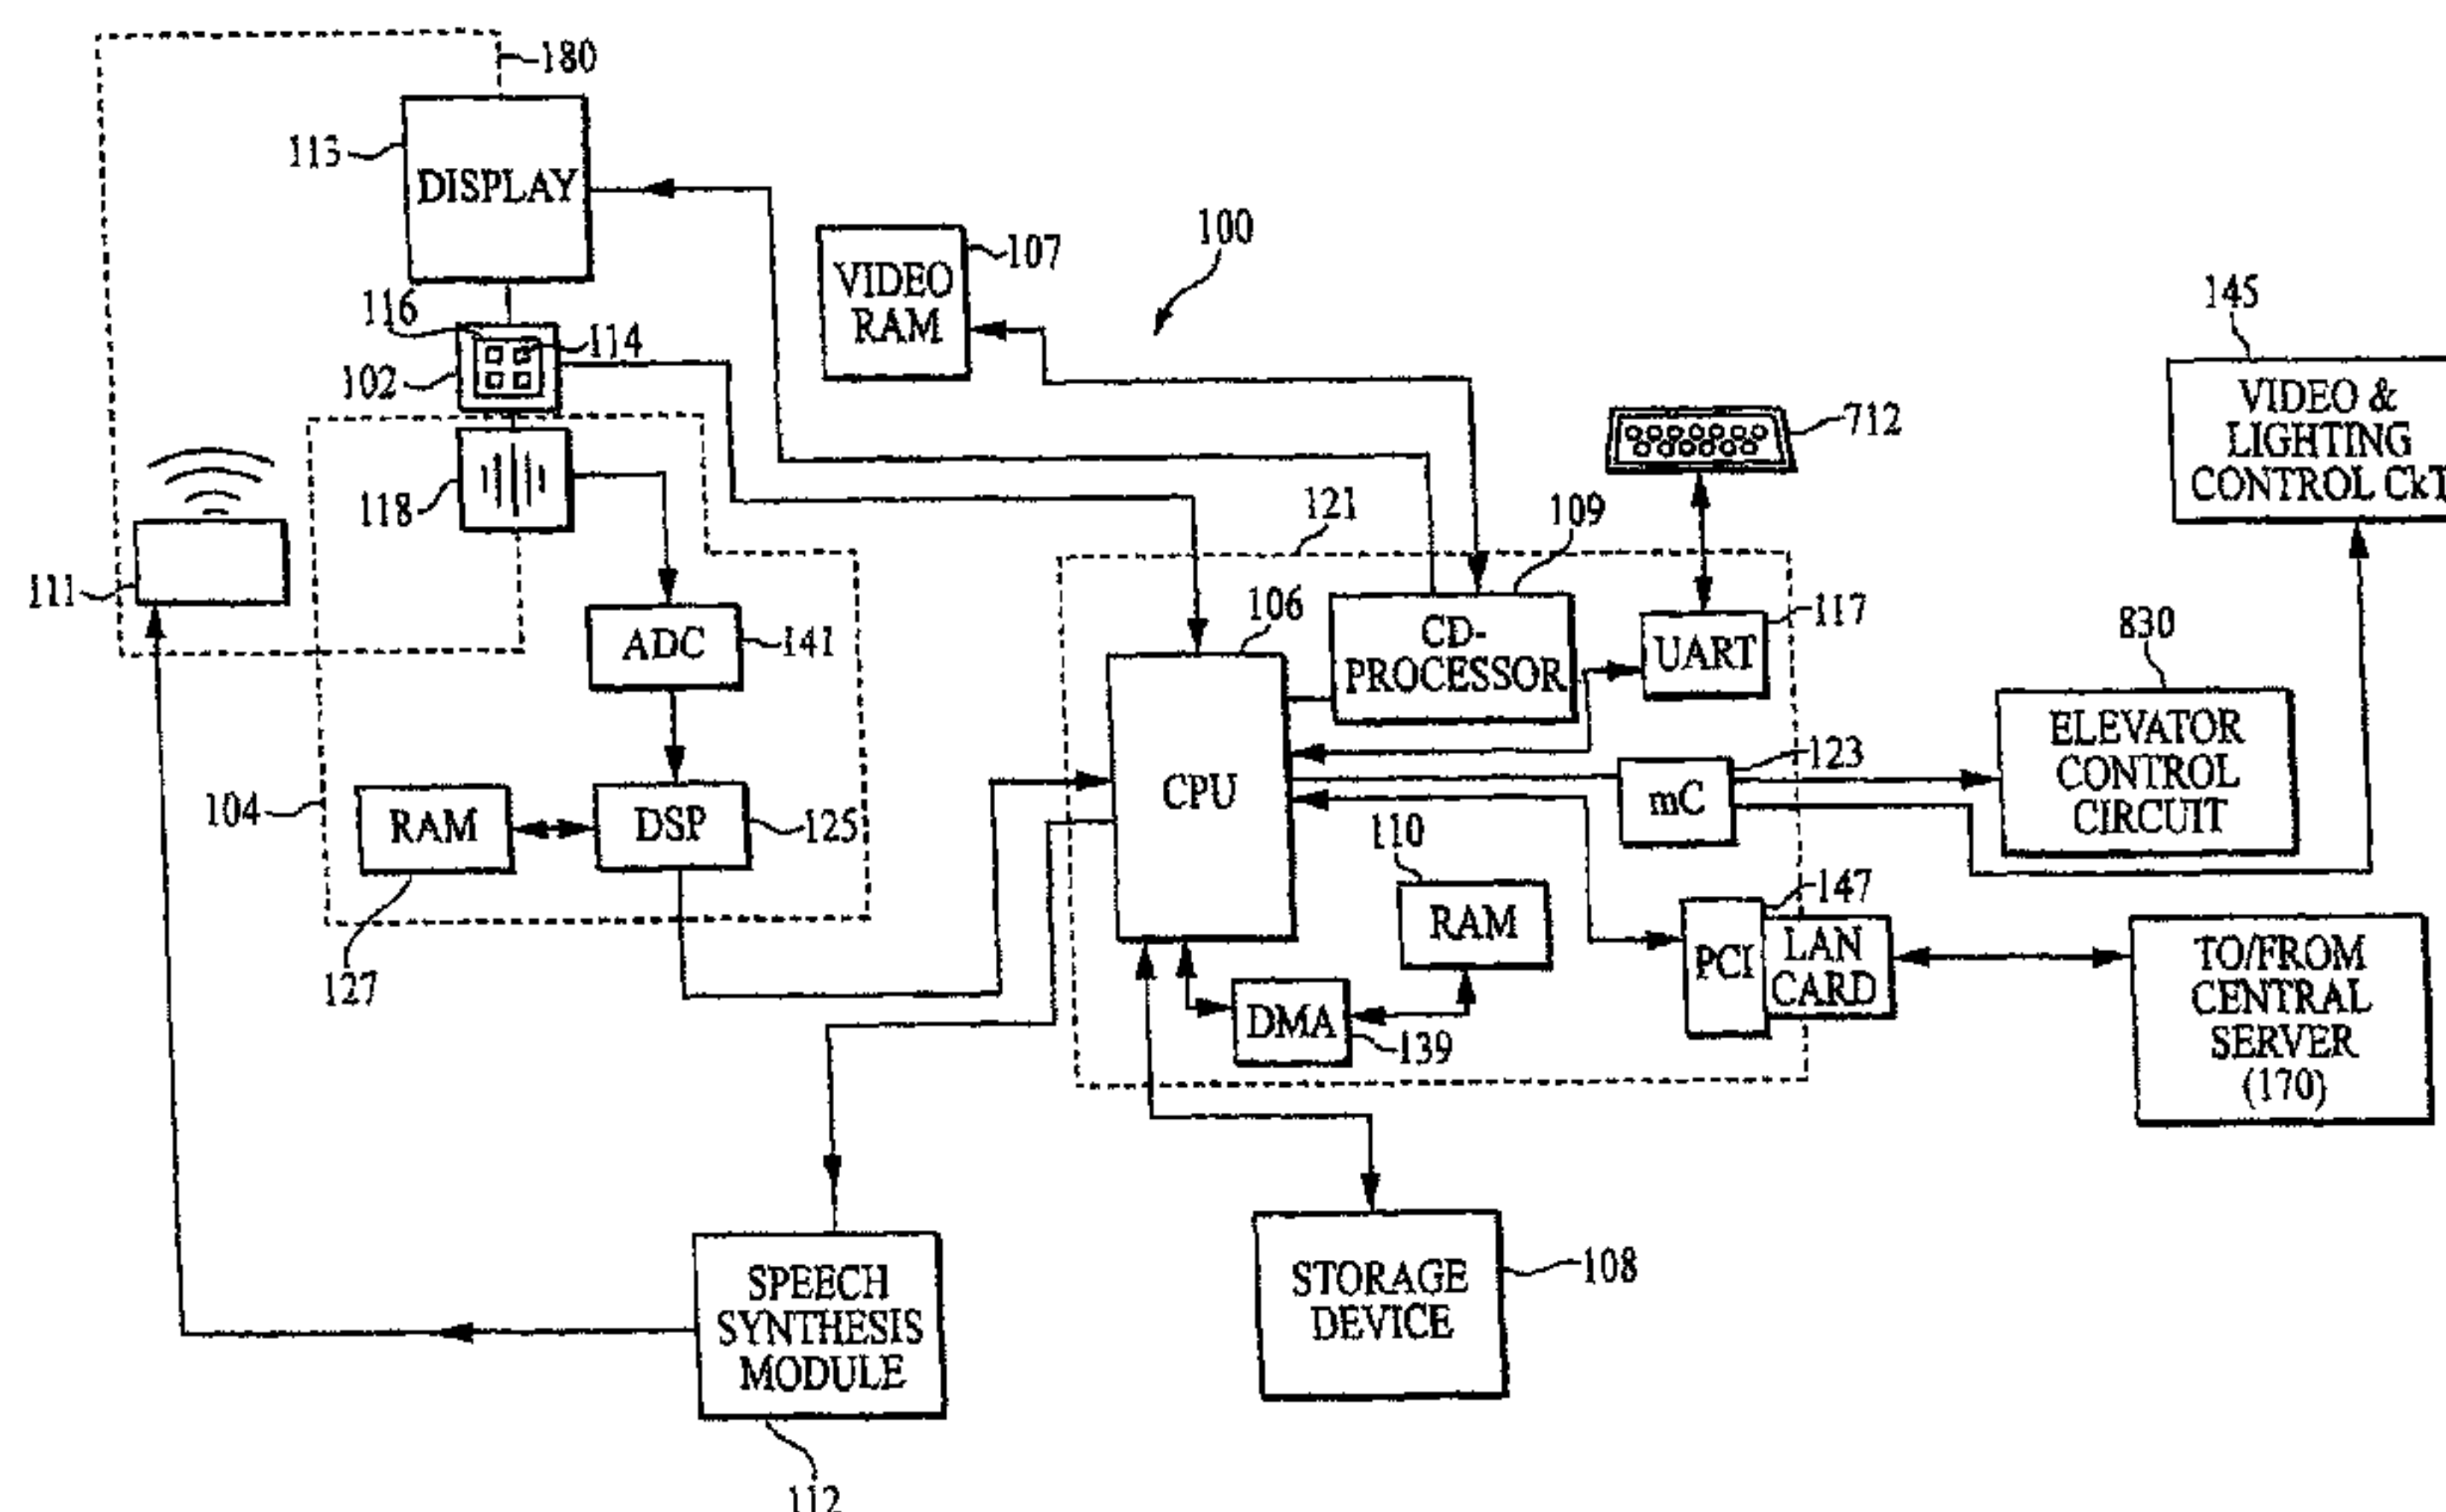 180
113
DISPLAY
116
114
102
118
111
107
VIDEO
RAM
100
712
145
VIDEO &
LIGHTING
CONTROL CkT
121
109
106
CD-
PROCESSOR
117
UART
830
ELEVATOR
CONTROL
CIRCUIT
ADC
141
104
RAM
DSP
125
127
CPU
mC
123
110
RAM
147
PCI
LAN
CARD
DMA
139
TO/FROM
CENTRAL
SERVER
(170)
SPEECH
SYNTHESIS
MODULE
112
STORAGE
DEVICE
108